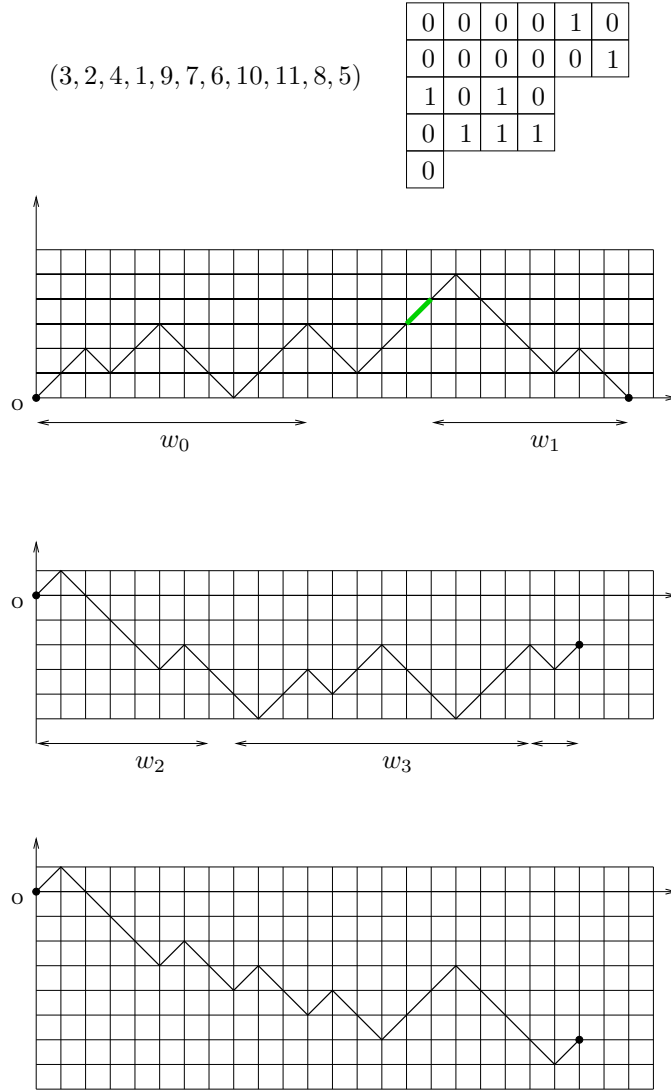 (3, 2, 4, 1, 9, 7, 6, 10, 11, 8, 5)
0 0 0 0 1 0
0 0 0 0 0 1
1 0 1 0
0 1 1 1
0
o
w₀ w₁
o
w₂ w₃
o